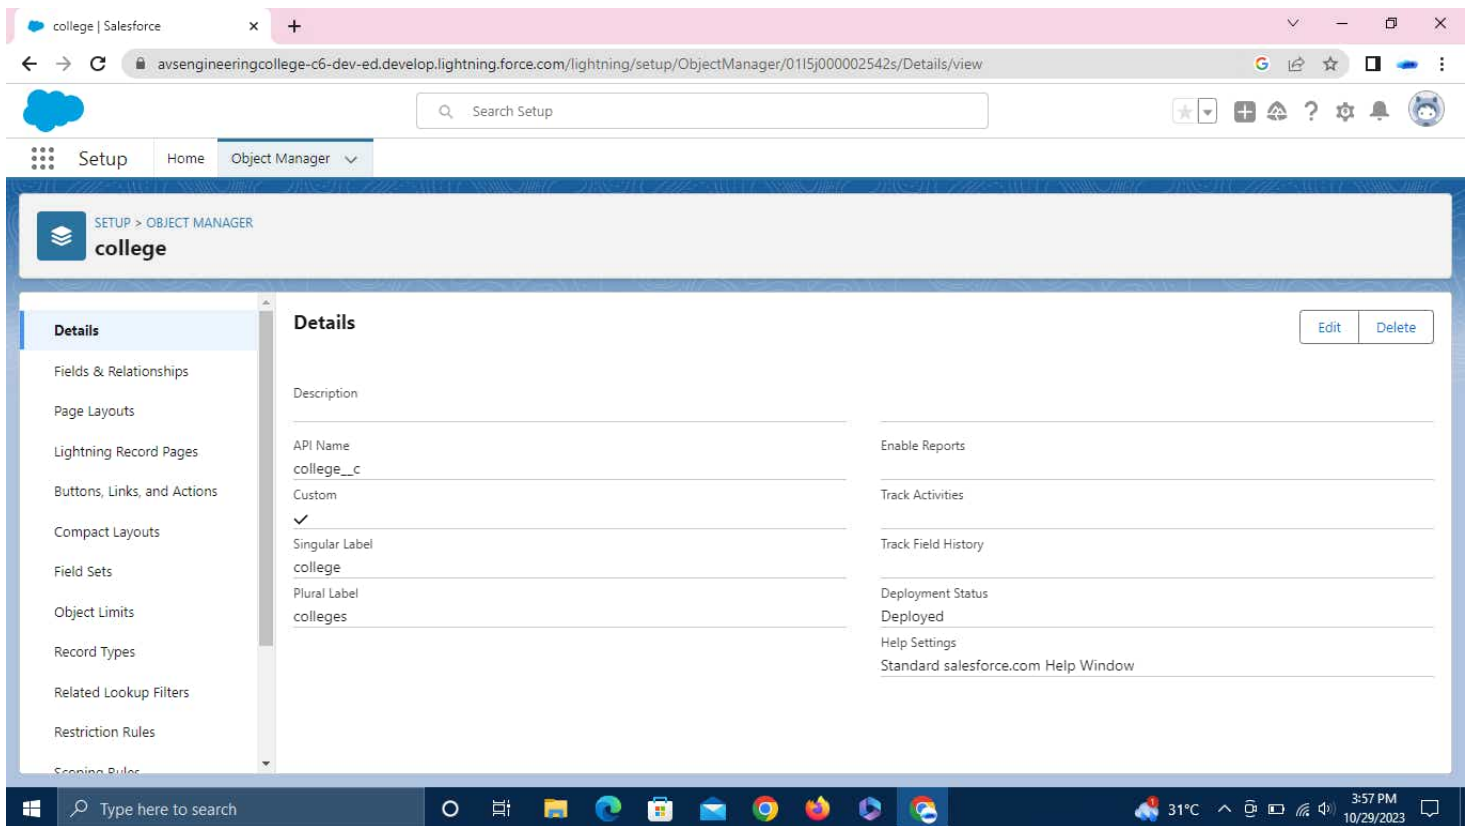 college | Salesforce
avsengineeringcollege-c6-dev-ed.develop.lightning.force.com/lightning/setup/ObjectManager/01I5j000002542s/Details/view
Search Setup
Setup
Home
Object Manager
SETUP > OBJECT MANAGER
college
Details
Fields & Relationships
Page Layouts
Lightning Record Pages
Buttons, Links, and Actions
Compact Layouts
Field Sets
Object Limits
Record Types
Related Lookup Filters
Restriction Rules
Scoping Rules
Details
Edit
Delete
Description
API Name
college__c
Custom
Singular Label
college
Plural Label
colleges
Enable Reports
Track Activities
Track Field History
Deployment Status
Deployed
Help Settings
Standard salesforce.com Help Window
Type here to search
31°C
3:57 PM
10/29/2023